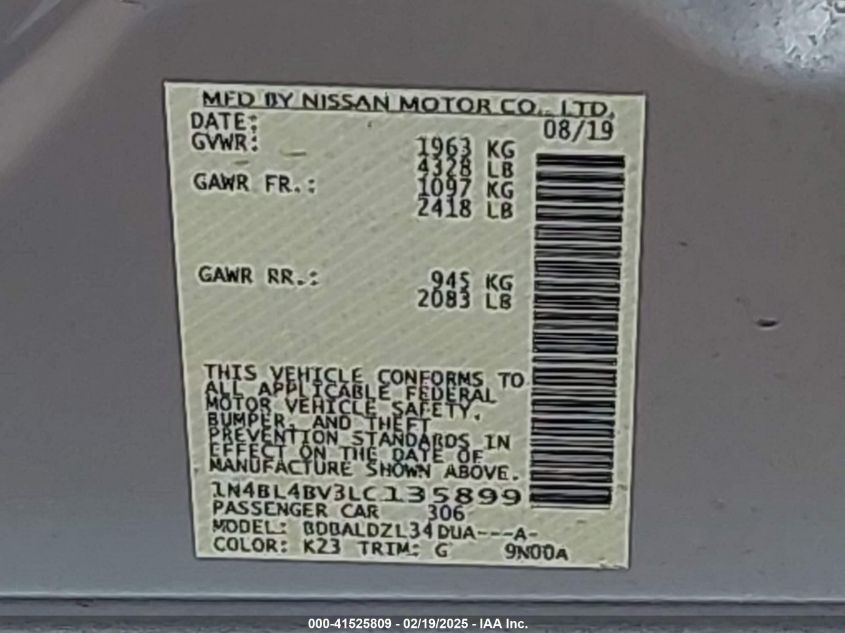 MFD BY NISSAN MOTOR CO., LTD.
DATE: 08/19
GVWR: 1963 KG
4328 LB
GAWR FR.: 1097 KG
2418 LB
GAWR RR.: 945 KG
2083 LB
THIS VEHICLE CONFORMS TO
ALL APPLICABLE FEDERAL
MOTOR VEHICLE SAFETY,
BUMPER, AND THEFT
PREVENTION STANDARDS IN
EFFECT ON THE DATE OF
MANUFACTURE SHOWN ABOVE.
1N4BL4BV3LC135899
PASSENGER CAR 306
MODEL: BDBALDZL34DUA---A-
COLOR: K23 TRIM: G 9N00A
000-41525809 - 02/19/2025 - IAA Inc.